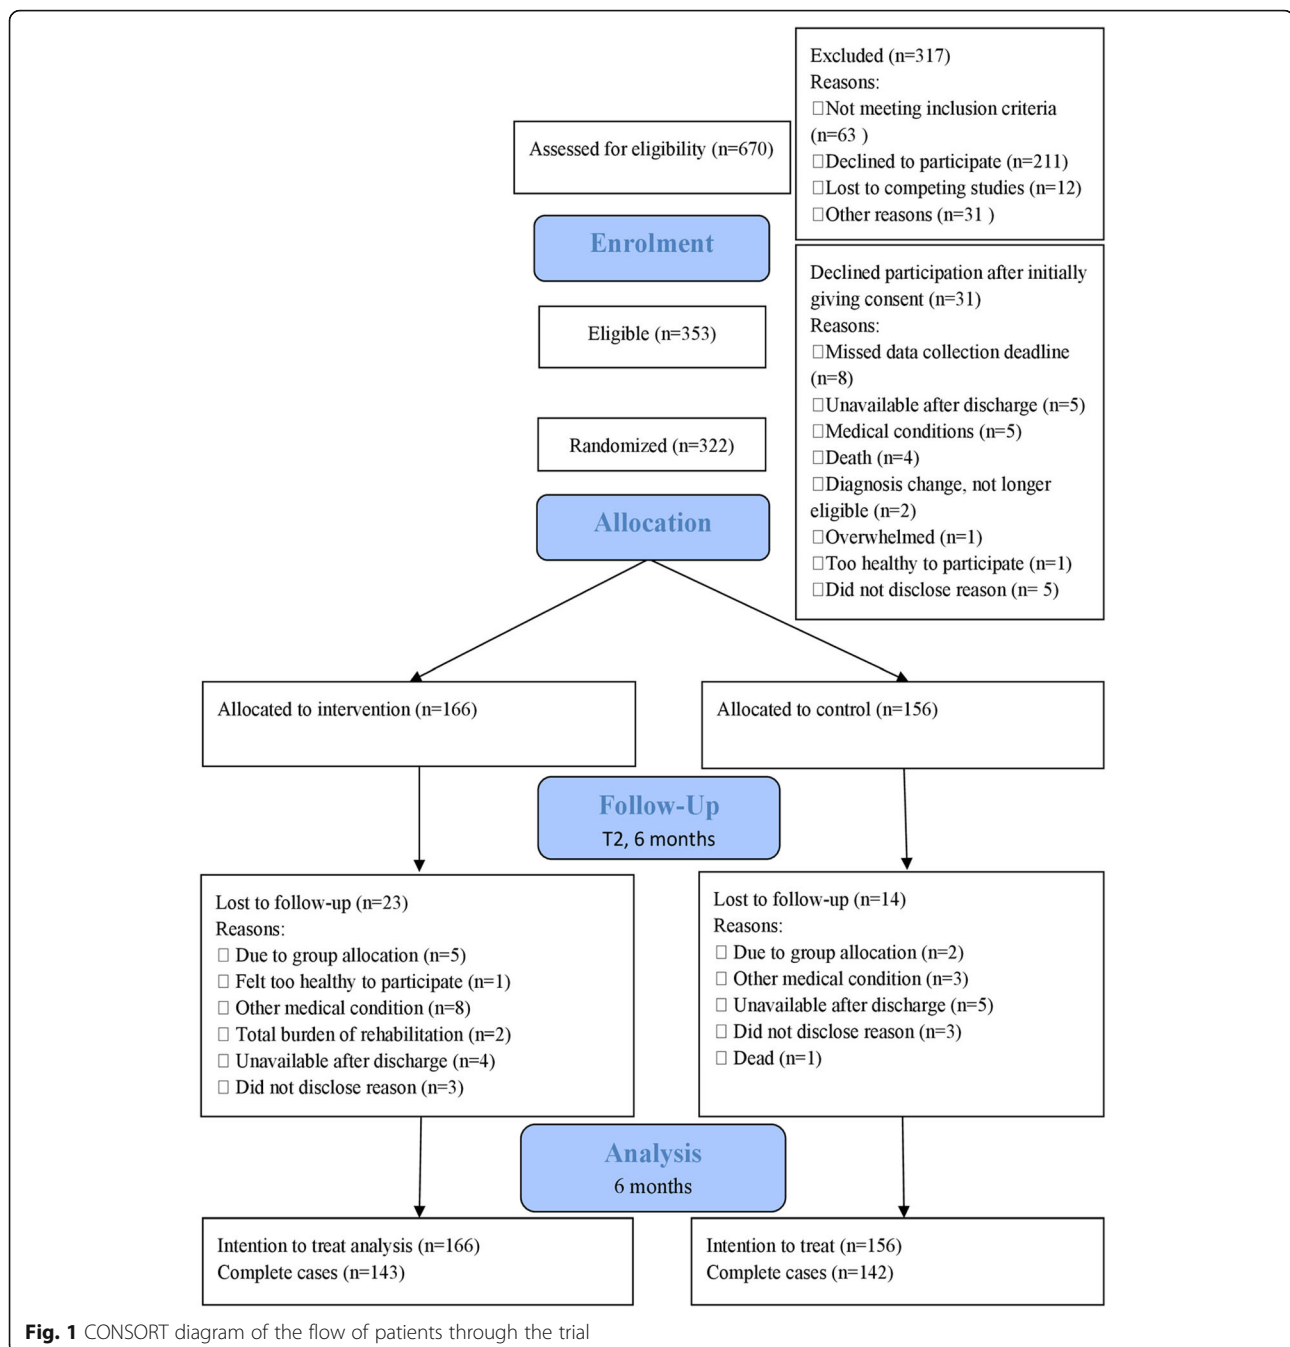 Assessed for eligibility (n=670)
Excluded (n=317)
Reasons:
□Not meeting inclusion criteria
(n=63 )
□Declined to participate (n=211)
□Lost to competing studies (n=12)
□Other reasons (n=31 )
Enrolment
Eligible (n=353)
Declined participation after initially
giving consent (n=31)
Reasons:
□Missed data collection deadline
(n=8)
□Unavailable after discharge (n=5)
□Medical conditions (n=5)
□Death (n=4)
□Diagnosis change, not longer
eligible (n=2)
□Overwhelmed (n=1)
□Too healthy to participate (n=1)
□Did not disclose reason (n= 5)
Randomized (n=322)
Allocation
Allocated to intervention (n=166)
Allocated to control (n=156)
Follow-Up
T2, 6 months
Lost to follow-up (n=23)
Reasons:
□ Due to group allocation (n=5)
□ Felt too healthy to participate (n=1)
□ Other medical condition (n=8)
□ Total burden of rehabilitation (n=2)
□ Unavailable after discharge (n=4)
□ Did not disclose reason (n=3)
Lost to follow-up (n=14)
Reasons:
□ Due to group allocation (n=2)
□ Other medical condition (n=3)
□ Unavailable after discharge (n=5)
□ Did not disclose reason (n=3)
□ Dead (n=1)
Analysis
6 months
Intention to treat analysis (n=166)
Complete cases (n=143)
Intention to treat (n=156)
Complete cases (n=142)
Fig. 1 CONSORT diagram of the flow of patients through the trial